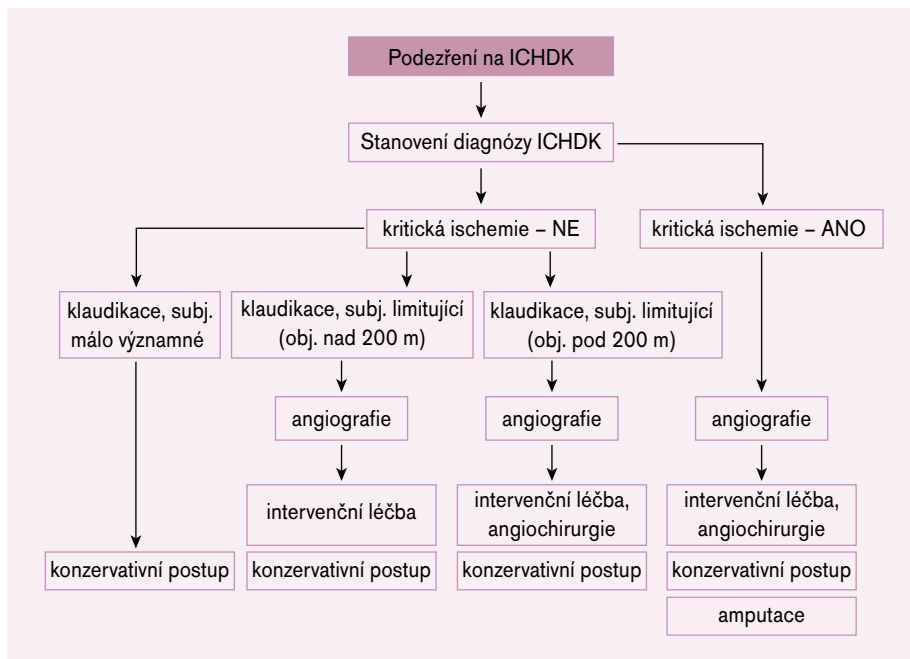 Podezření na ICHDK
Stanovení diagnózy ICHDK
kritická ischemie – NE
kritická ischemie – ANO
klaudikace, subj.
málo významné
klaudikace, subj. limitující
(obj. nad 200 m)
klaudikace, subj. limitující
(obj. pod 200 m)
angiografie
angiografie
angiografie
intervenční léčba
intervenční léčba,
angiochirurgie
intervenční léčba,
angiochirurgie
konzervativní postup
konzervativní postup
konzervativní postup
konzervativní postup
amputace